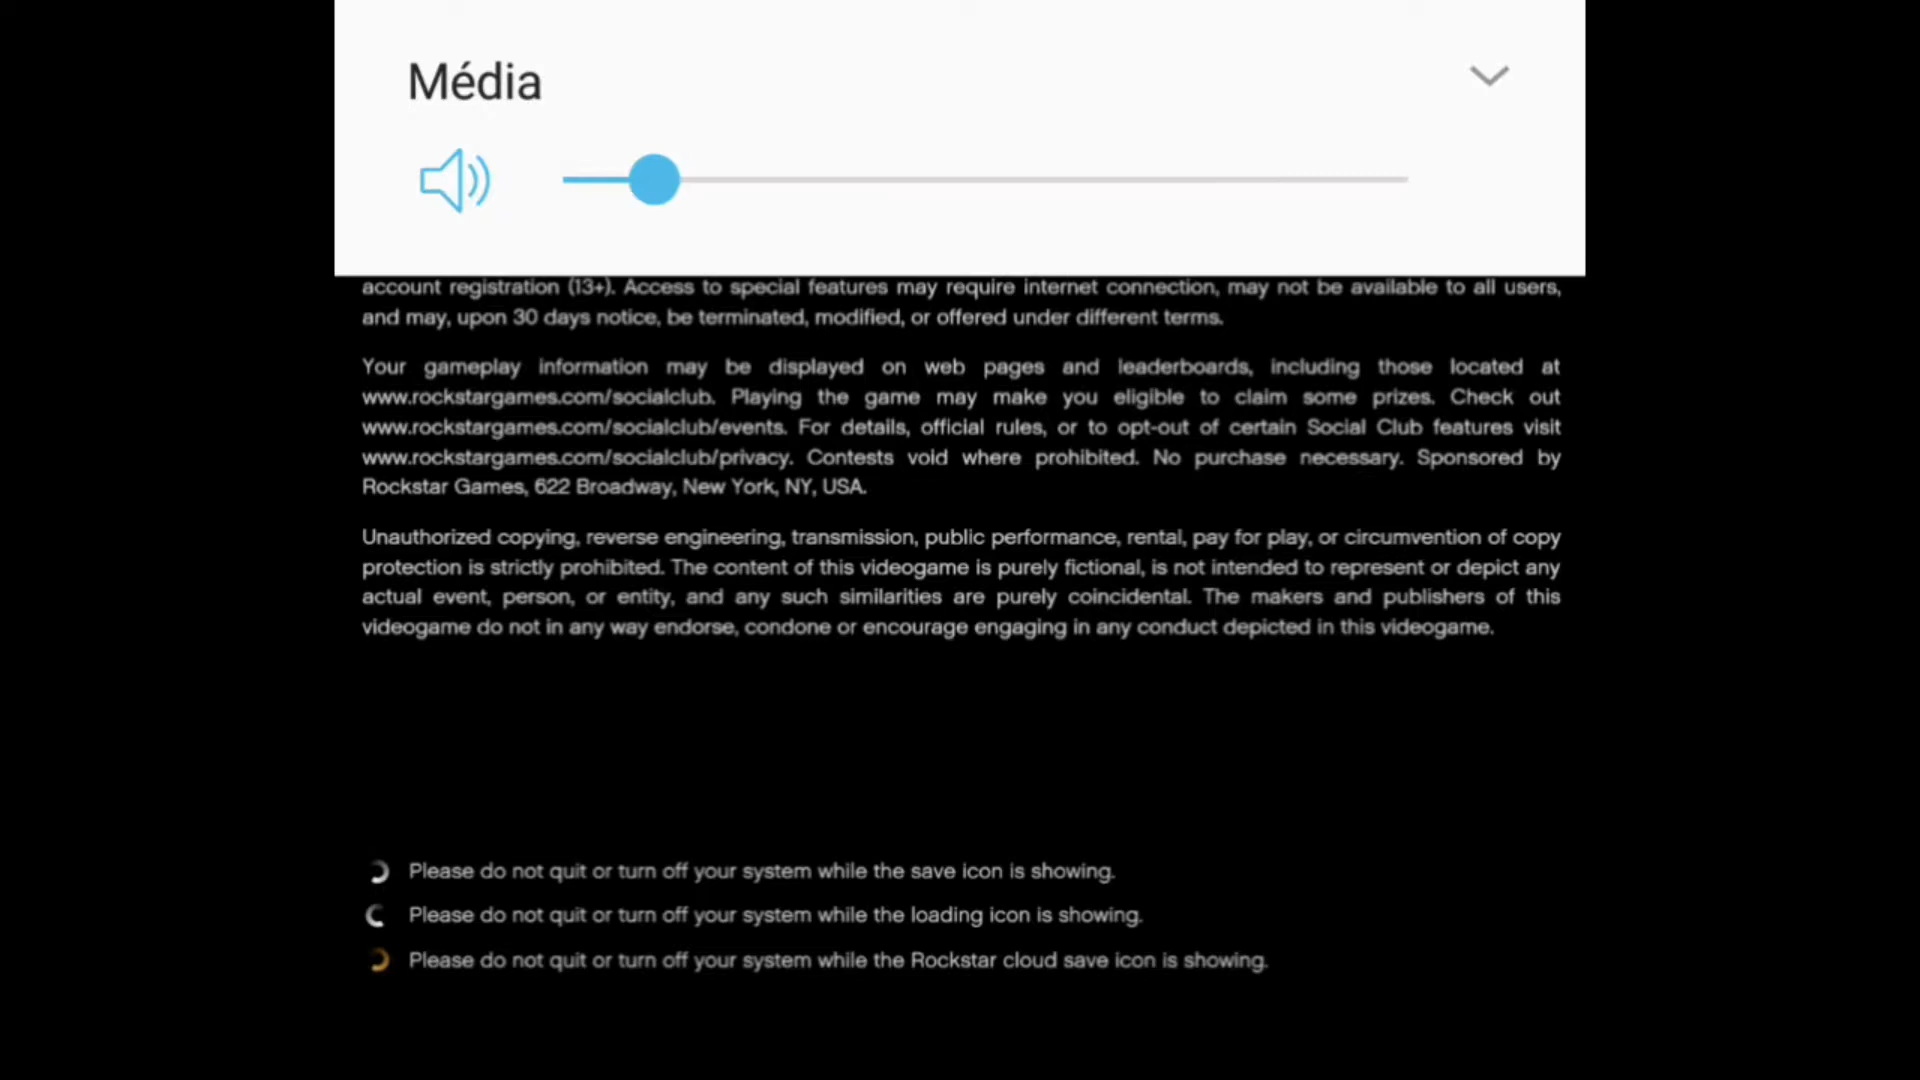 Média
account registration (13+). Access to special features may require internet connection, may not be available to all users,
and may, upon 30 days notice, be terminated, modified, or offered under different terms.
Your gameplay information may be displayed on web pages and leaderboards, including those located at
www.rockstargames.com/socialclub. Playing the game may make you eligible to claim some prizes. Check out
www.rockstargames.com/socialclub/events. For details, official rules, or to opt-out of certain Social Club features visit
www.rockstargames.com/socialclub/privacy. Contests void where prohibited. No purchase necessary. Sponsored by
Rockstar Games, 622 Broadway, New York, NY, USA.
Unauthorized copying, reverse engineering, transmission, public performance, rental, pay for play, or circumvention of copy
protection is strictly prohibited. The content of this videogame is purely fictional, is not intended to represent or depict any
actual event, person, or entity, and any such similarities are purely coincidental. The makers and publishers of this
videogame do not in any way endorse, condone or encourage engaging in any conduct depicted in this videogame.
Please do not quit or turn off your system while the save icon is showing.
Please do not quit or turn off your system while the loading icon is showing.
Please do not quit or turn off your system while the Rockstar cloud save icon is showing.